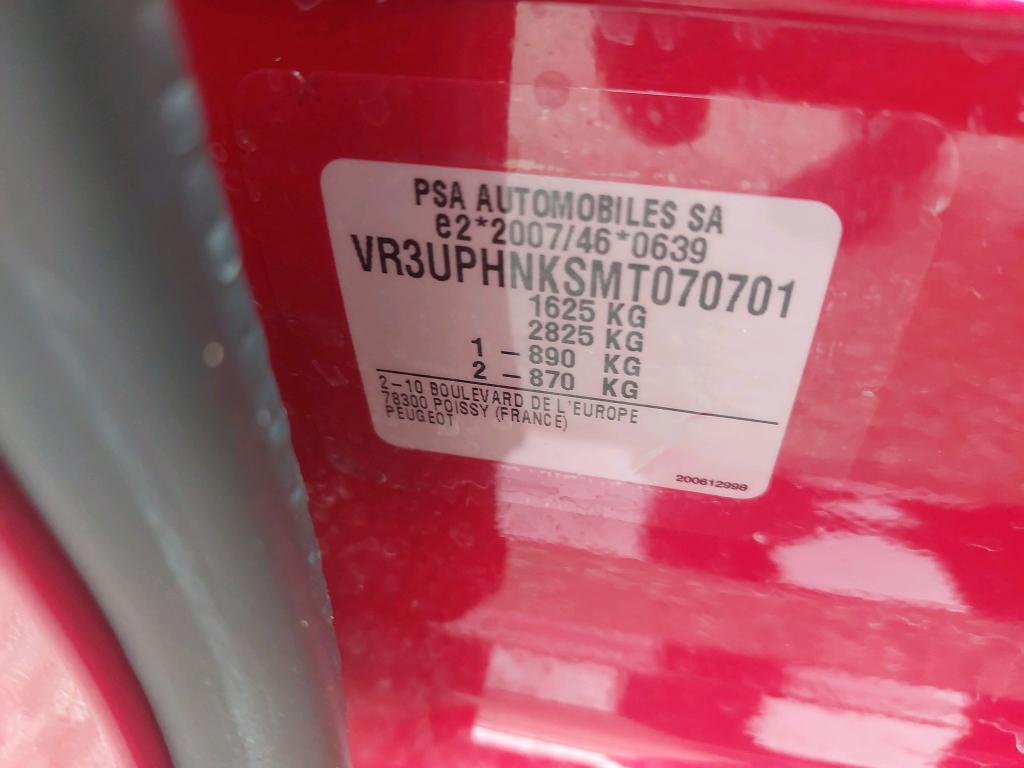 PSA AUTOMOBILES SA
e2*2007/46*0639
VR3UPHNKSMT070701
1625 KG
2825 KG
1 – 890 KG
2 – 870 KG
2–10 BOULEVARD DE L'EUROPE
78300 POISSY (FRANCE)
PEUGEOT
200612998